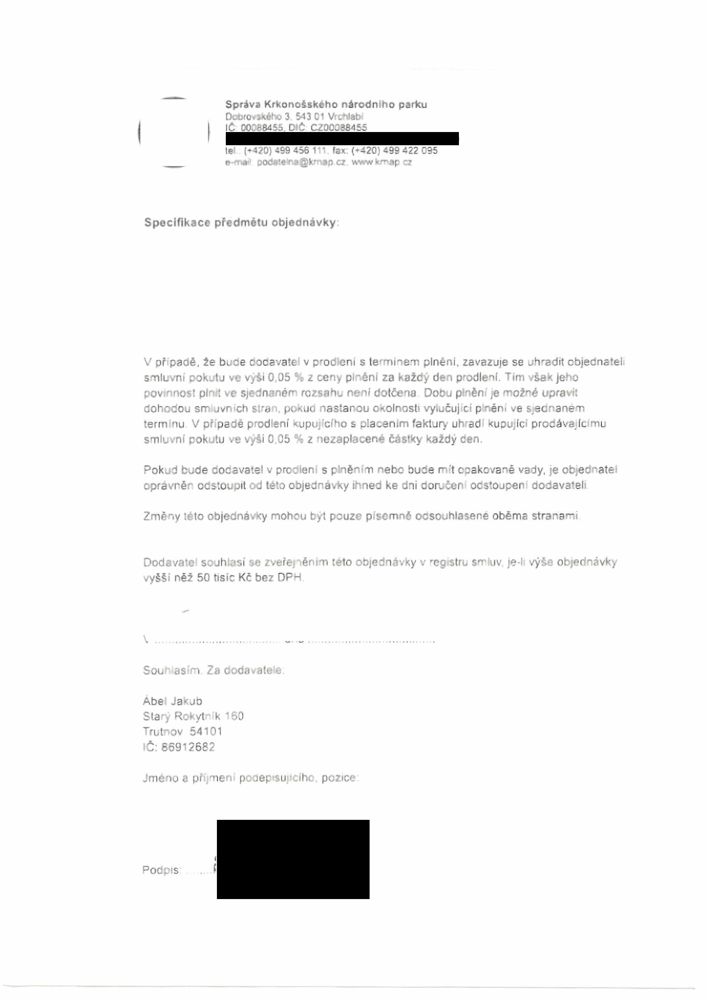 Správa Krkonošského národního parku
Dobrovského 3, 543 01 Vrchlabí
IČ: 00088455, DIČ: CZ00088455
tel.: (+420) 499 456 111, fax: (+420) 499 422 095
e-mail: podatelna@krnap.cz, www.krnap.cz
Specifikace předmětu objednávky:
V případě, že bude dodavatel v prodlení s termínem plnění, zavazuje se uhradit objednateli
smluvní pokutu ve výši 0,05 % z ceny plnění za každý den prodlení. Tím však jeho
povinnost plnit ve sjednaném rozsahu není dotčena. Dobu plnění je možné upravit
dohodou smluvních stran, pokud nastanou okolnosti vylučující plnění ve sjednaném
termínu. V případě prodlení kupujícího s placením faktury uhradí kupující prodávajícímu
smluvní pokutu ve výši 0,05 % z nezaplacené částky každý den.
Pokud bude dodavatel v prodlení s plněním nebo bude mít opakovaně vady, je objednatel
oprávněn odstoupit od této objednávky ihned ke dni doručení odstoupení dodavateli.
Změny této objednávky mohou být pouze písemně odsouhlasené oběma stranami.
Dodavatel souhlasí se zveřejněním této objednávky v registru smluv, je-li výše objednávky
vyšší něž 50 tisíc Kč bez DPH.
Souhlasím. Za dodavatele:
Ábel Jakub
Starý Rokytník 160
Trutnov 54101
IČ: 86912682
Jméno a příjmení podepisujícího, pozice:
Podpis: ........